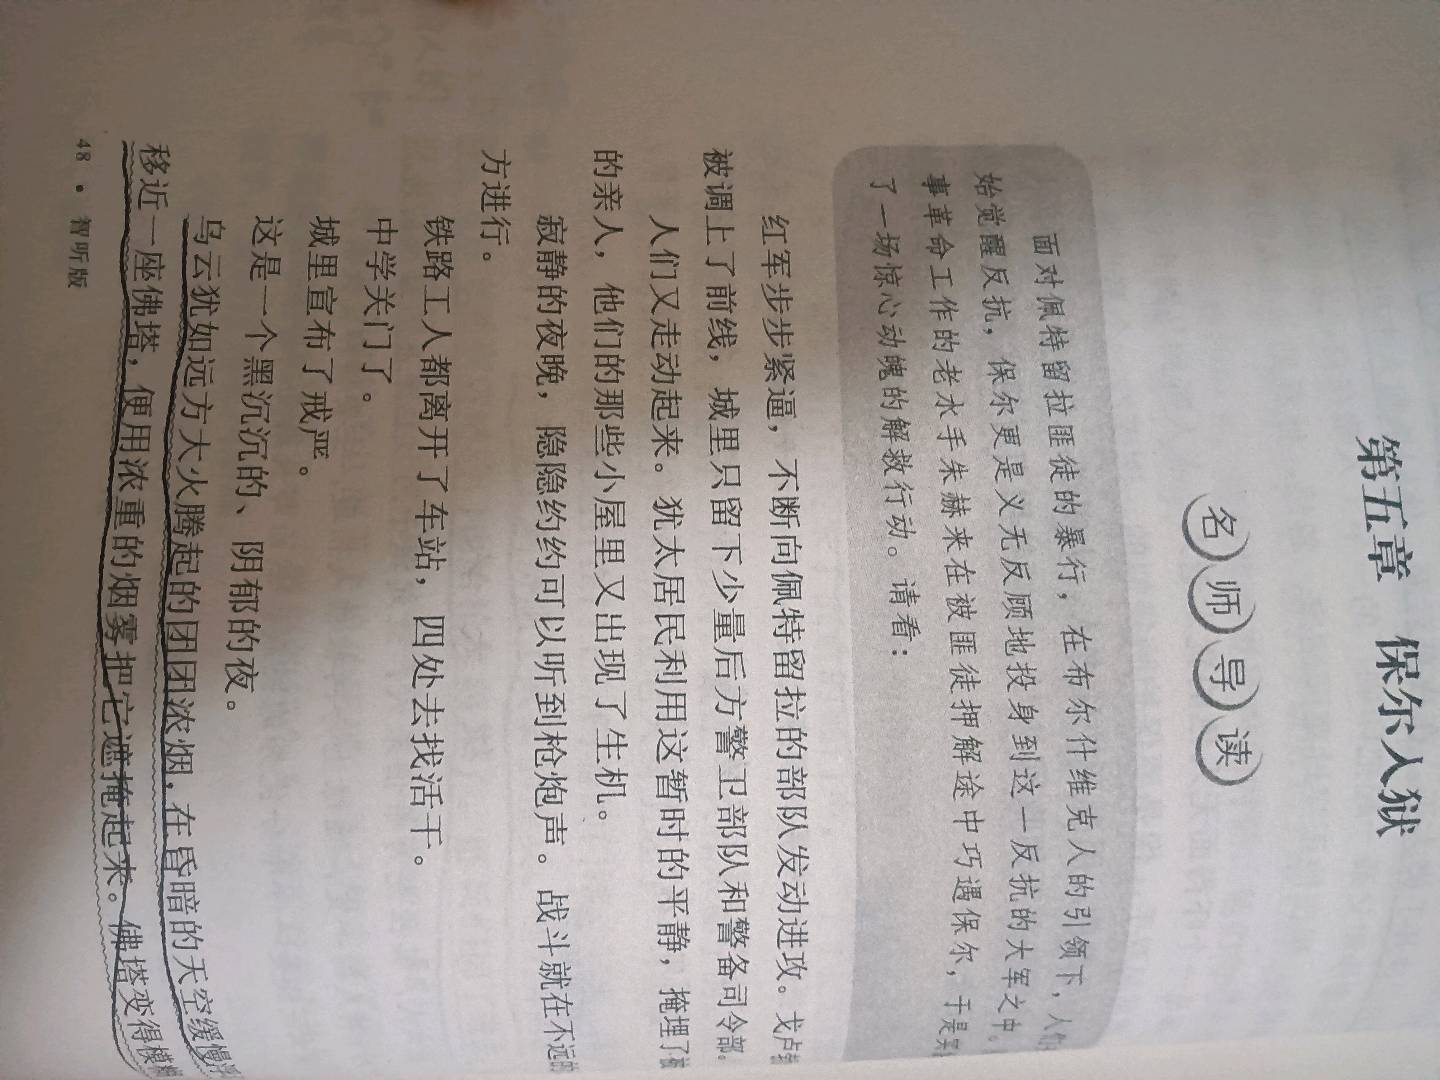 第五章 保尔入狱
名师导读
面对佩特留拉匪徒的暴行，在布尔什维克人的引领下，人们
始觉醒反抗，保尔更是义无反顾地投身到这一反抗的大军之中。
事革命工作的老水手朱赫来在被匪徒押解途中巧遇保尔，于是
了一场惊心动魄的解救行动。请看：
红军步步紧逼，不断向佩特留拉的部队发动进攻。戈卢
被调上了前线，城里只留下少量后方警卫部队和警备司令部。
人们又走动起来。犹太居民利用这暂时的平静，掩埋了被
的亲人，他们的那些小屋里又出现了生机。
寂静的夜晚，隐隐约约可以听到枪炮声。战斗就在不远的
方进行。
铁路工人都离开了车站，四处去找活干。
中学关门了。
城里宣布了戒严。
这是一个黑沉沉的、阴郁的夜。
乌云犹如远方大火腾起的团团浓烟，在昏暗的天空缓慢浮
移近一座佛塔，便用浓重的烟雾把它遮掩起来。佛塔变得模糊
48 · 智听版